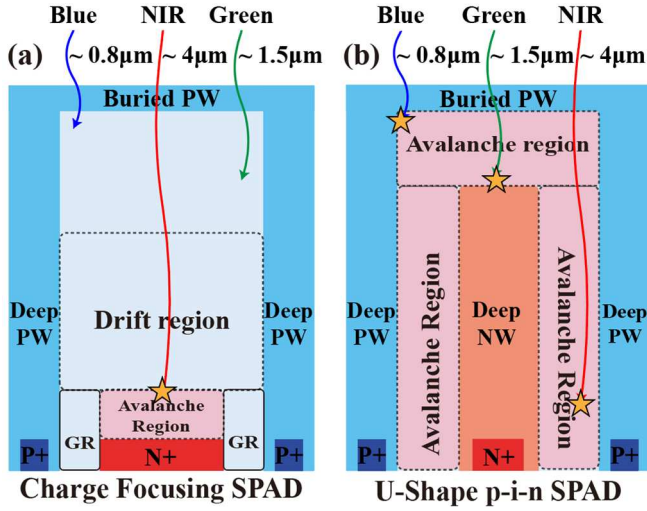 Blue NIR Green
(a) ~ 0.8μm ~ 4μm ~ 1.5μm
Buried PW
Drift region
Deep PW
Deep PW
Avalanche Region
GR
GR
P+
N+
P+
Charge Focusing SPAD
Blue Green NIR
(b) ~ 0.8μm ~ 1.5μm ~ 4μm
Buried PW
Avalanche region
Avalanche Region
Deep NW
Avalanche Region
Deep PW
P+
N+
P+
U-Shape p-i-n SPAD